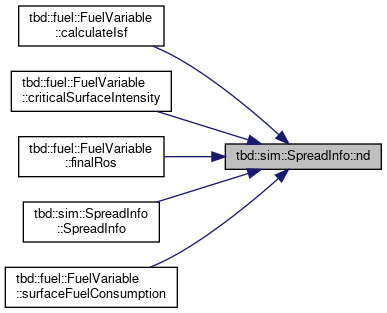 tbd::fuel::FuelVariable
::calculateIsf
tbd::fuel::FuelVariable
::criticalSurfaceIntensity
tbd::fuel::FuelVariable
::finalRos
tbd::sim::SpreadInfo::nd
tbd::sim::SpreadInfo
::SpreadInfo
tbd::fuel::FuelVariable
::surfaceFuelConsumption